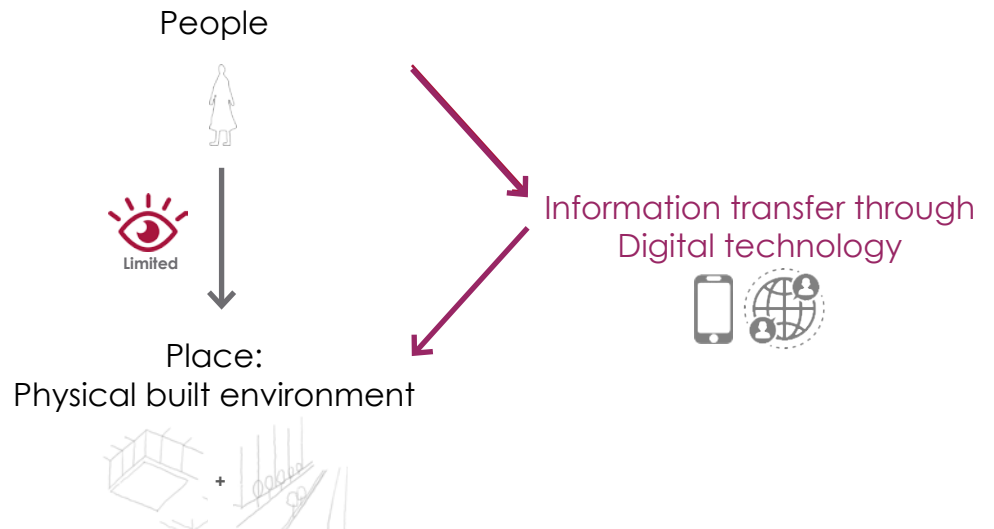 People
Limited
Information transfer through
Digital technology
Place:
Physical built environment
+